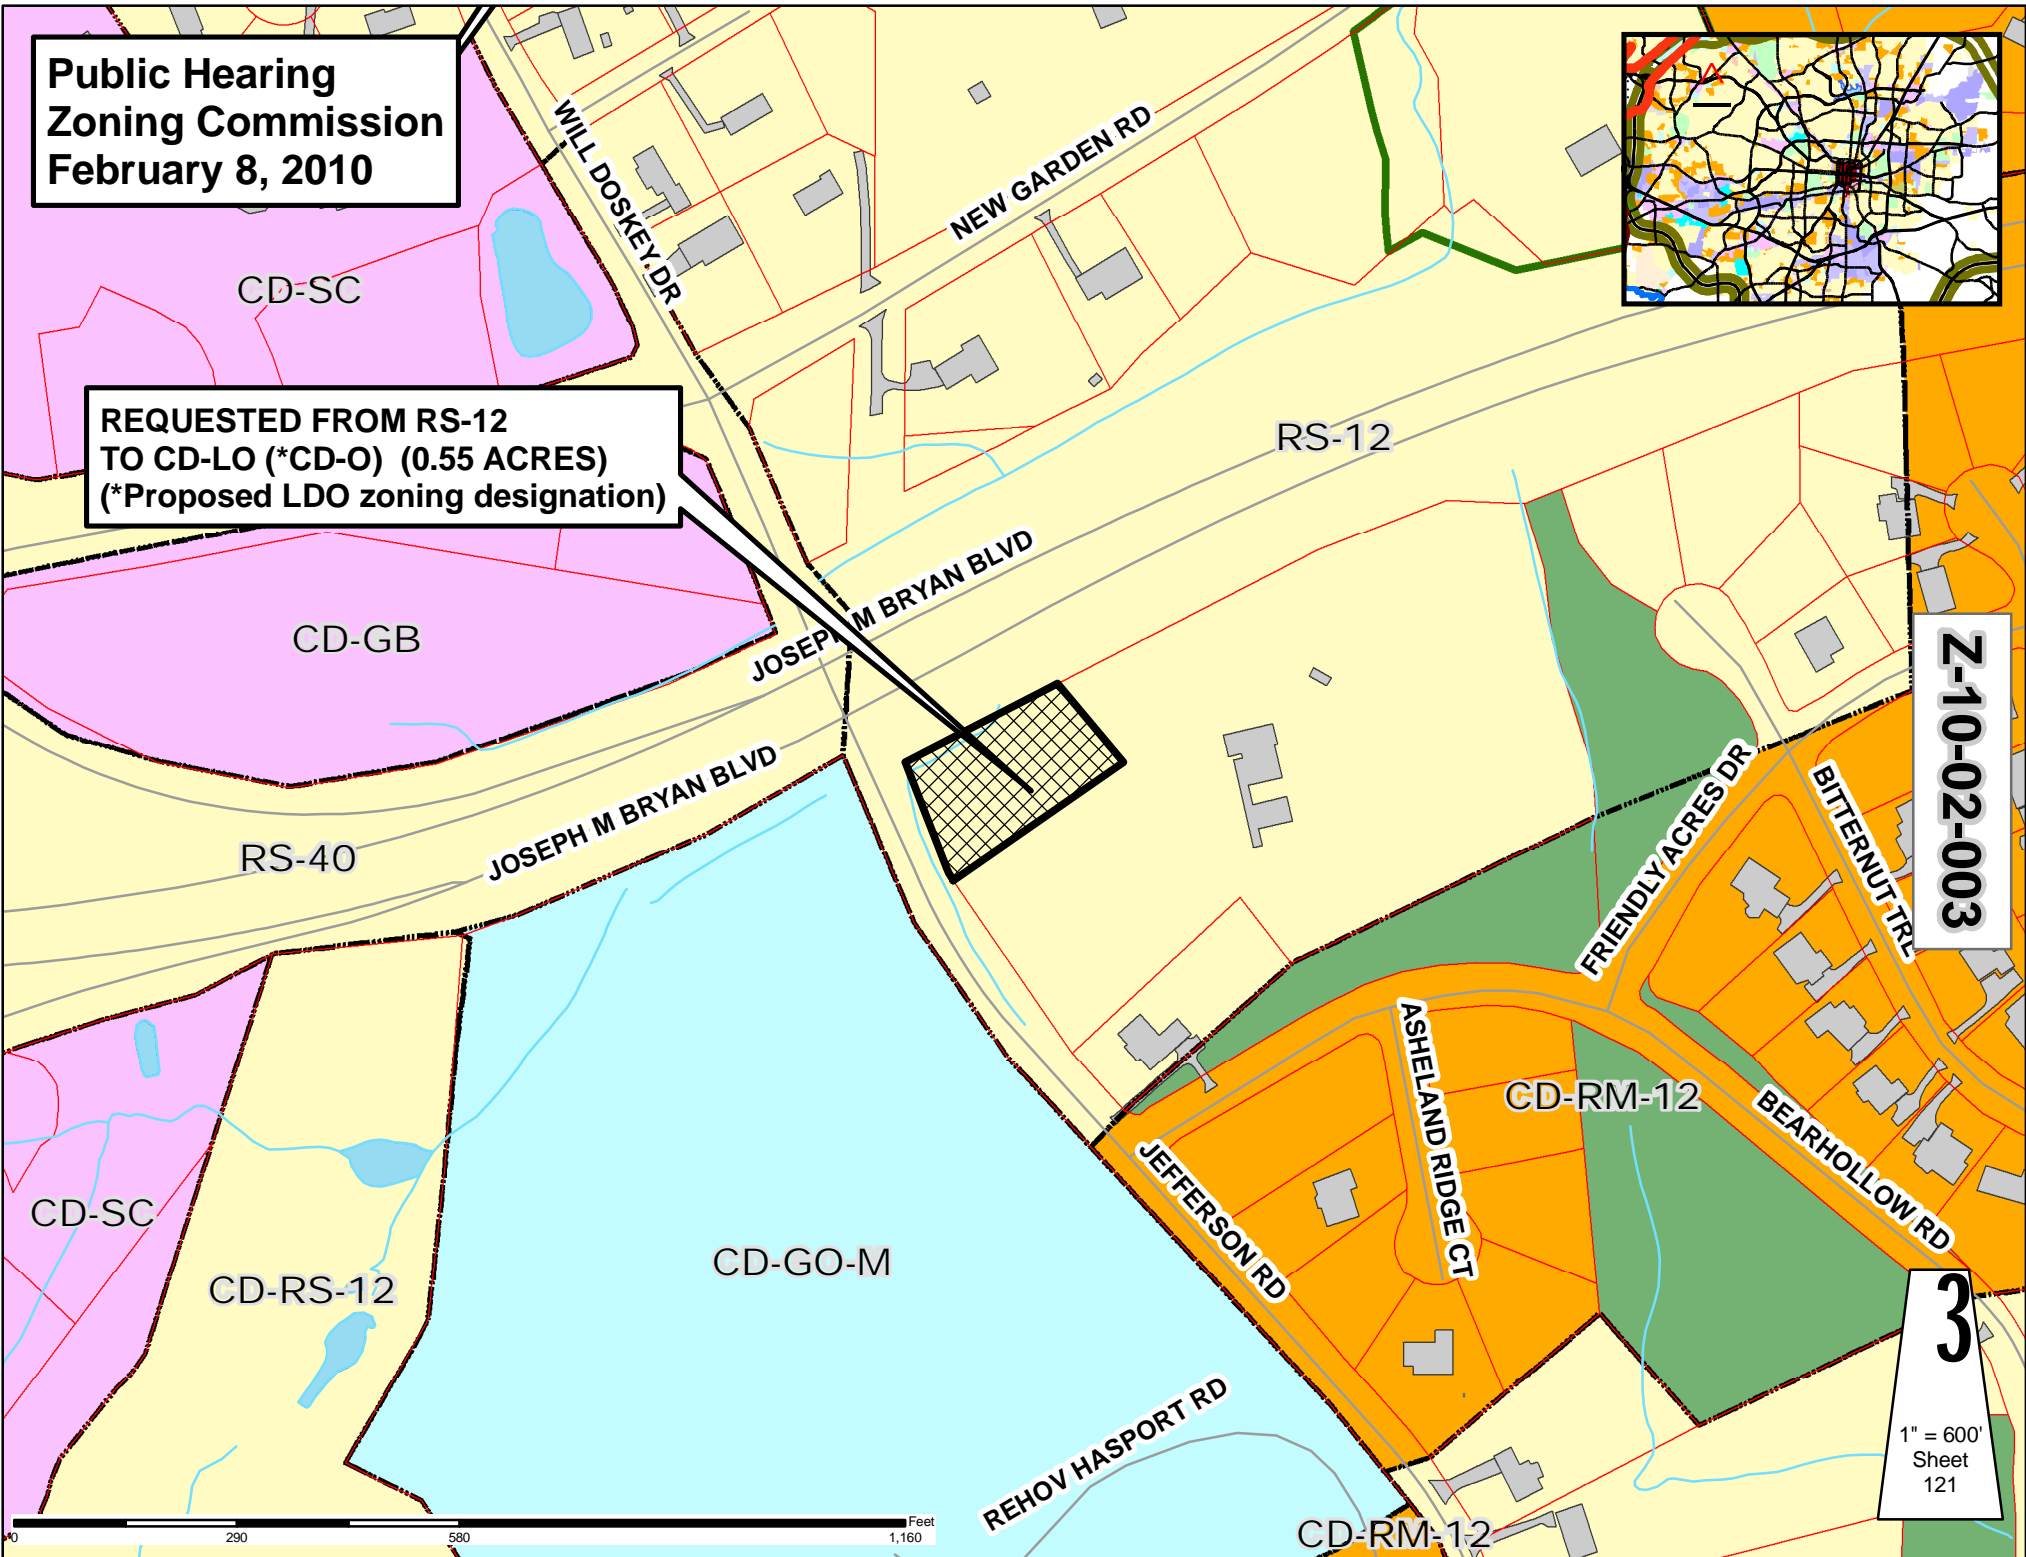 Public Hearing
Zoning Commission
February 8, 2010
WILL DOSKEY DR
NEW GARDEN RD
CD-SC
REQUESTED FROM RS-12
TO CD-LO (*CD-O) (0.55 ACRES)
(*Proposed LDO zoning designation)
RS-12
JOSEPH M BRYAN BLVD
CD-GB
Z-10-02-003
JOSEPH M BRYAN BLVD
RS-40
FRIENDLY ACRES DR
BITTERNUT TRL
ASHELAND RIDGE CT
CD-RM-12
BEARHOLLOW RD
JEFFERSON RD
CD-SC
CD-RS-12
CD-GO-M
REHOV HASPORT RD
3
1" = 600'
Sheet
121
CD-RM-12
Feet
0 290 580 1,160